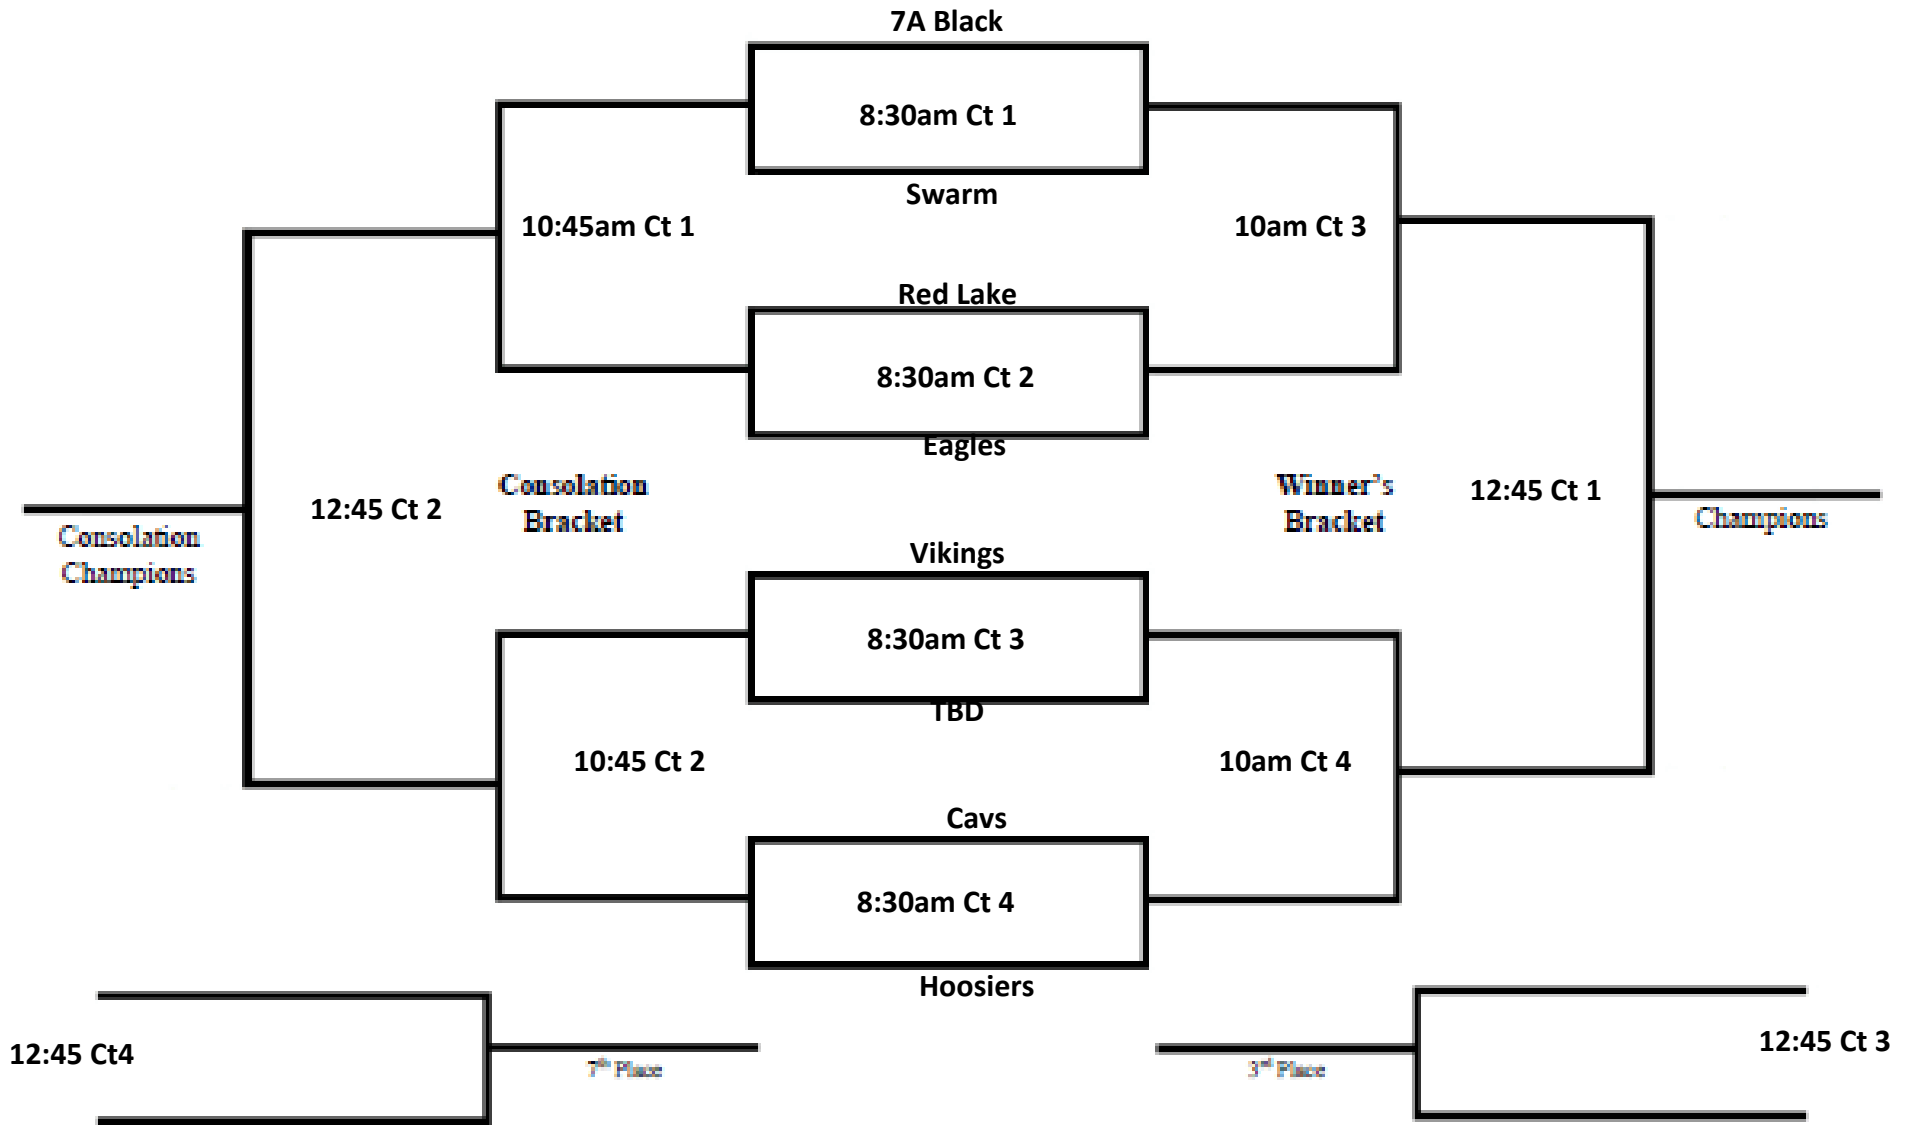 7A Black
8:30am Ct 1
Swarm
10:45am Ct 1
10am Ct 3
Red Lake
8:30am Ct 2
Eagles
Consolation
Bracket
Winner's
Bracket
12:45 Ct 2
12:45 Ct 1
Consolation
Champions
Champions
Vikings
8:30am Ct 3
TBD
10:45 Ct 2
10am Ct 4
Cavs
8:30am Ct 4
Hoosiers
12:45 Ct4
7th Place
3rd Place
12:45 Ct 3